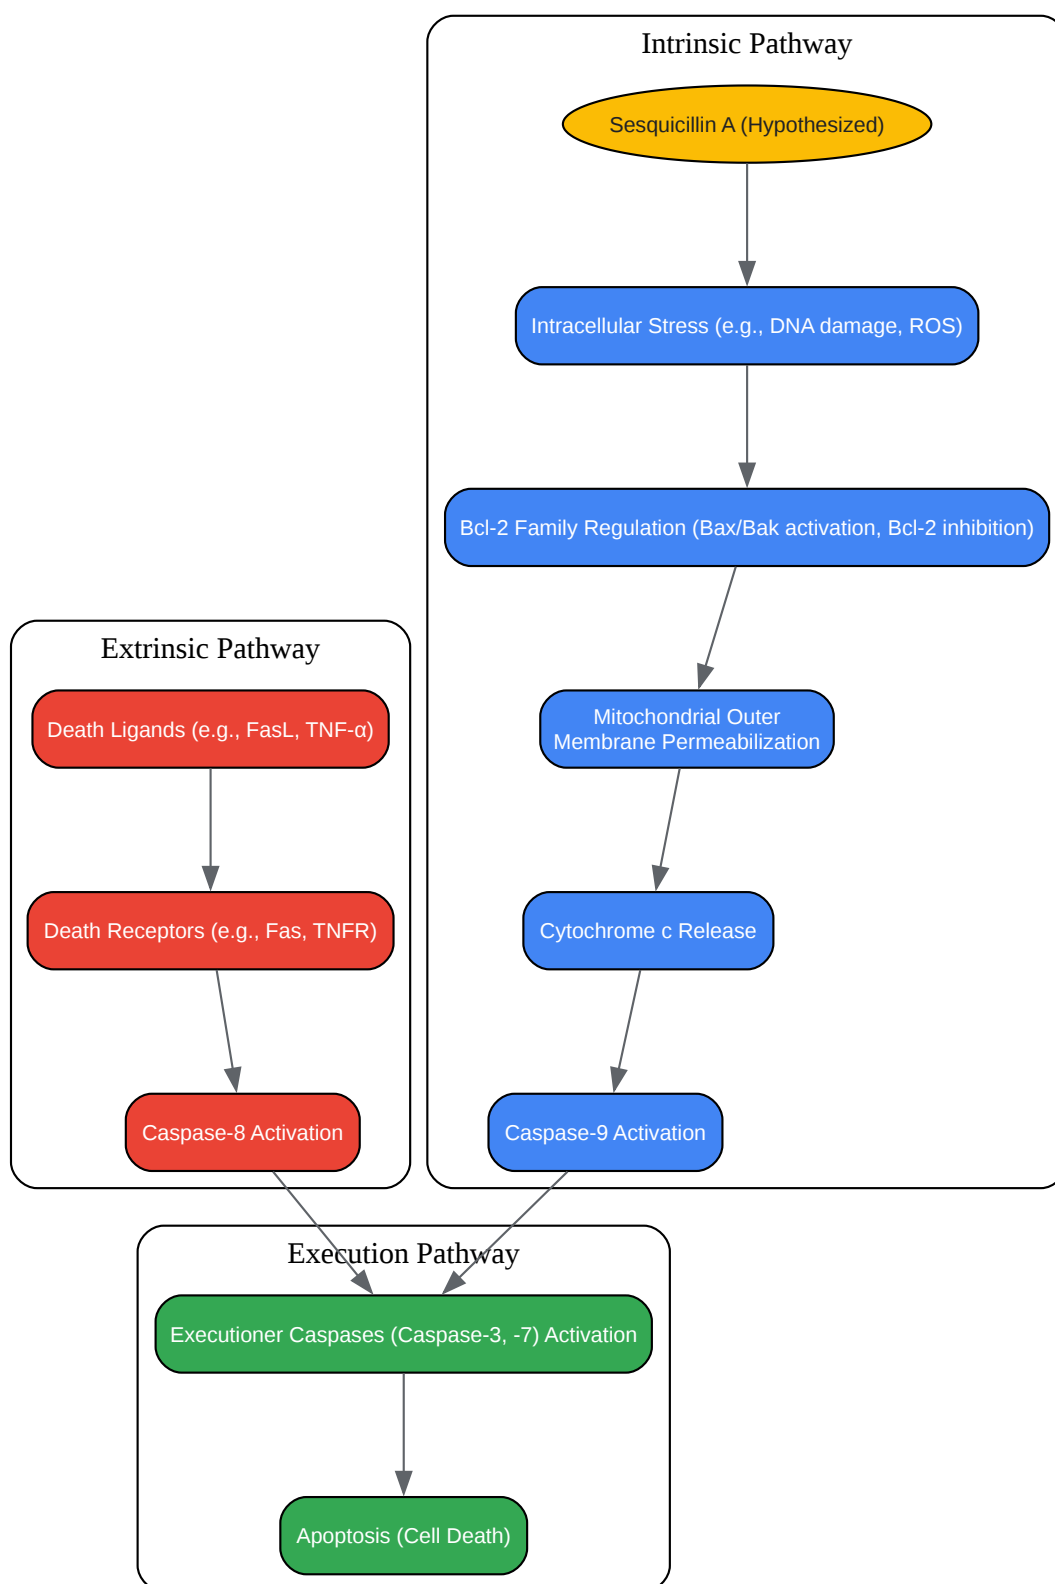 Intrinsic Pathway
Sesquicillin A (Hypothesized)
Intracellular Stress (e.g., DNA damage, ROS)
Bcl-2 Family Regulation (Bax/Bak activation, Bcl-2 inhibition)
Mitochondrial Outer
Membrane Permeabilization
Cytochrome c Release
Caspase-9 Activation
Extrinsic Pathway
Death Ligands (e.g., FasL, TNF-α)
Death Receptors (e.g., Fas, TNFR)
Caspase-8 Activation
Execution Pathway
Executioner Caspases (Caspase-3, -7) Activation
Apoptosis (Cell Death)